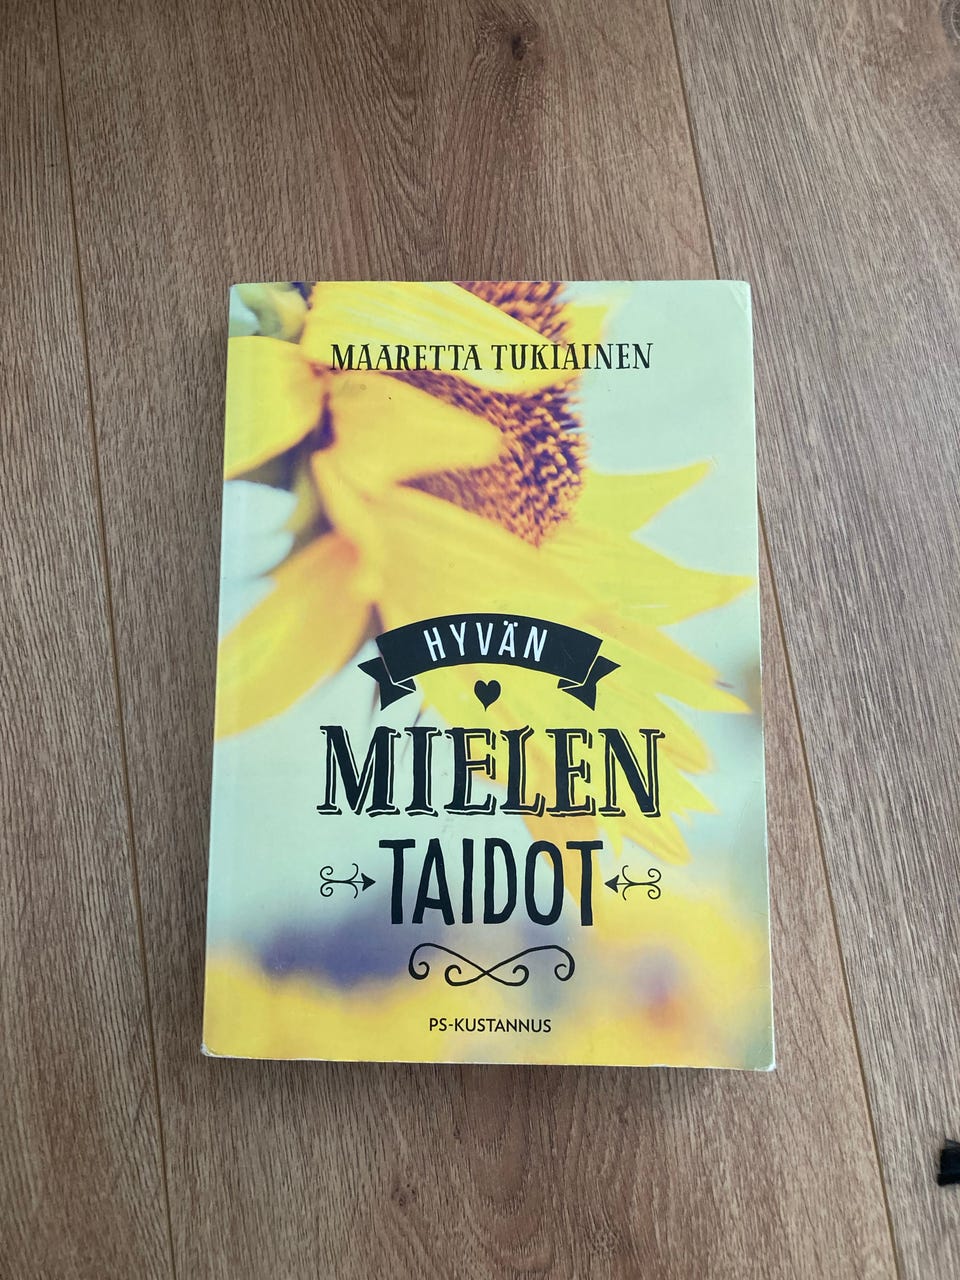 MAARETTA TUKIAINEN
HYVÄN
MIELEN
TAIDOT
PS-KUSTANNUS